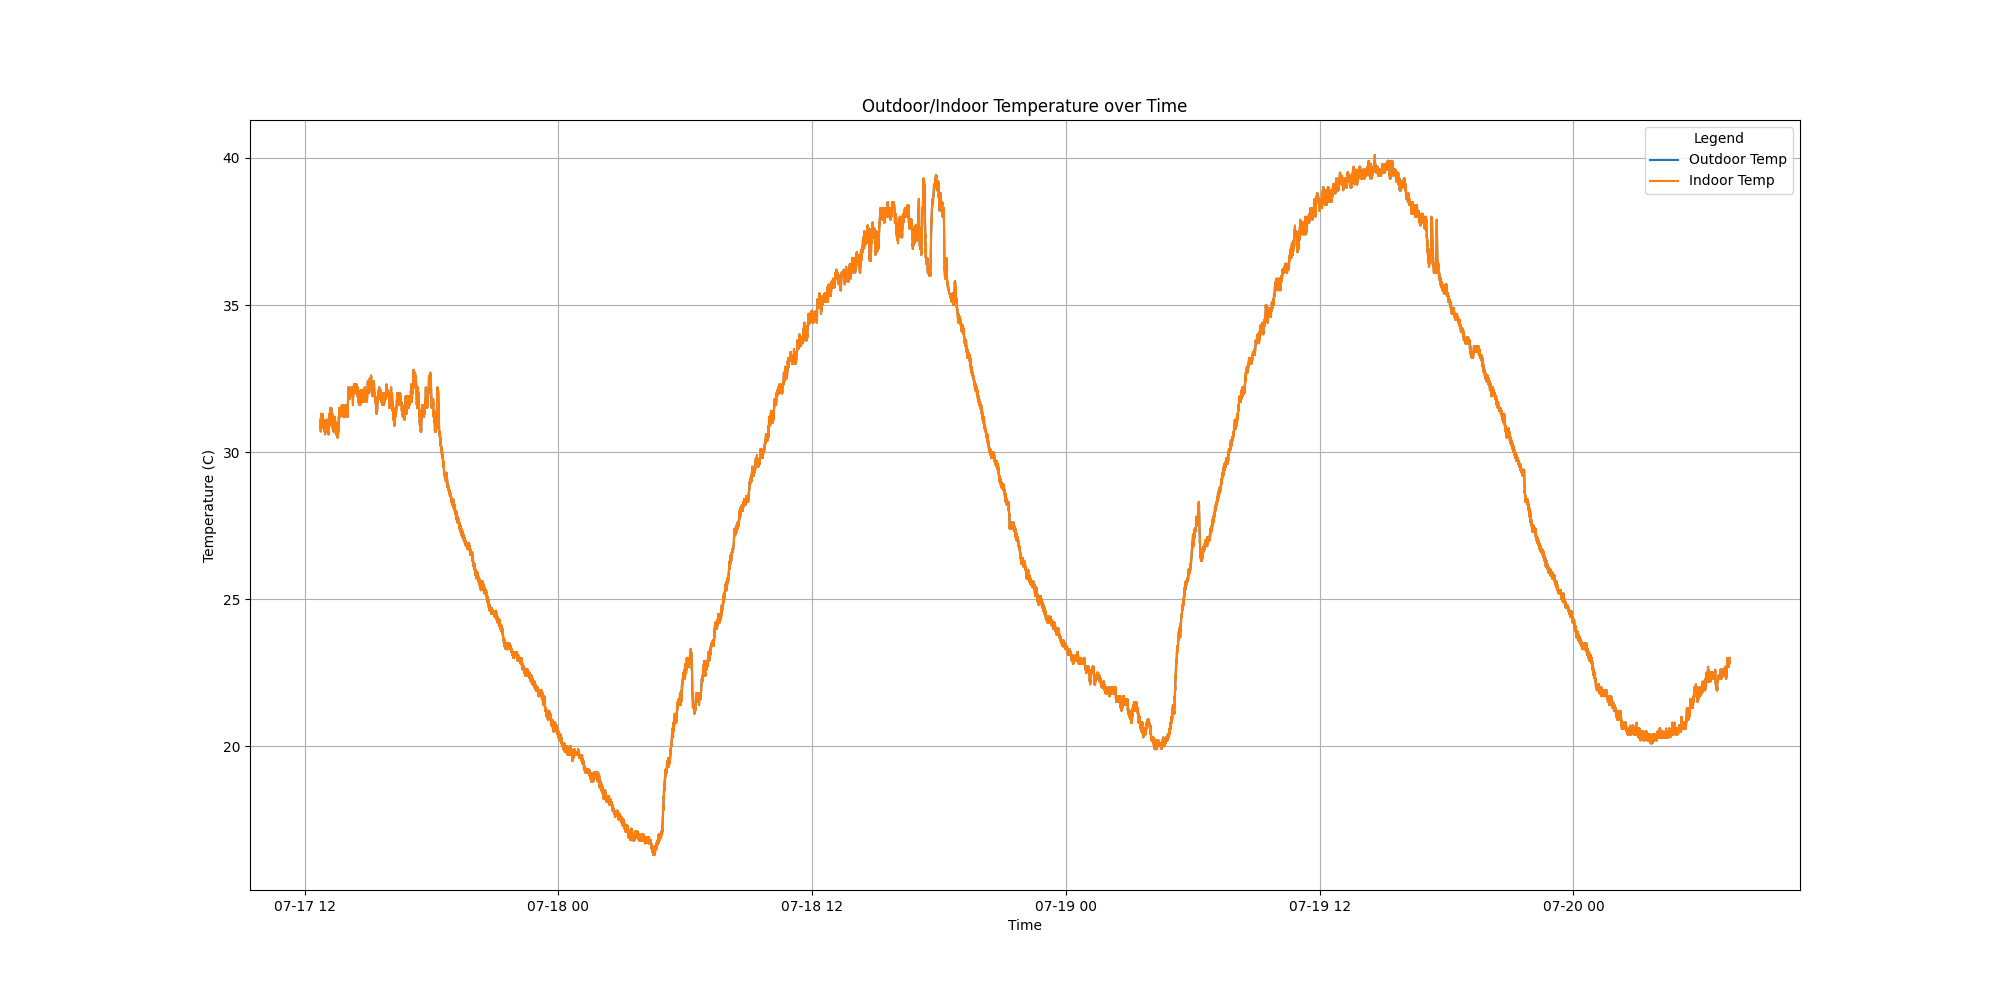 Outdoor/Indoor Temperature over Time
Legend
Outdoor Temp
Indoor Temp
Temperature (C)
40
35
30
25
20
07-17 12
07-18 00
07-18 12
07-19 00
07-19 12
07-20 00
Time